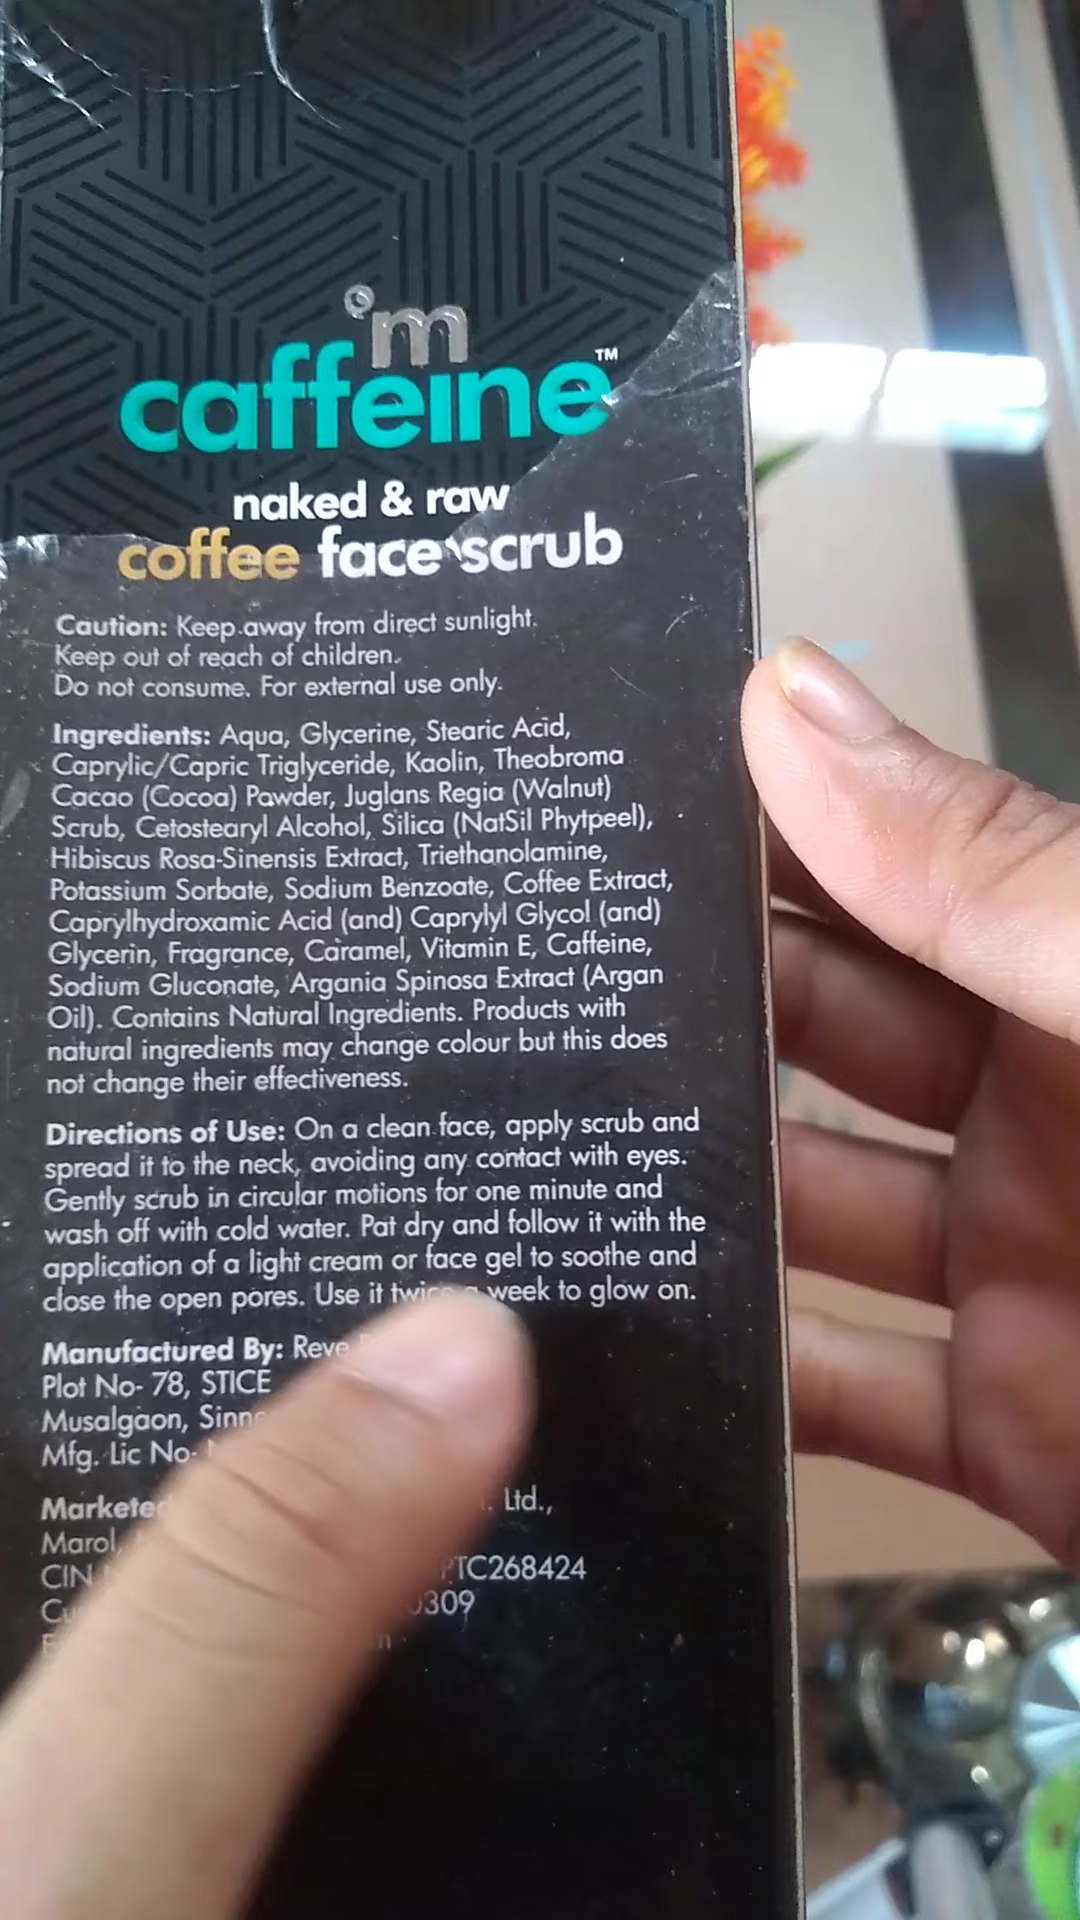 m
caffeine™
naked & raw
coffee face scrub
Caution: Keep away from direct sunlight.
Keep out of reach of children.
Do not consume. For external use only.
Ingredients: Aqua, Glycerine, Stearic Acid,
Caprylic/Capric Triglyceride, Kaolin, Theobroma
Cacao (Cocoa) Powder, Juglans Regia (Walnut)
Scrub, Cetostearyl Alcohol, Silica (NatSil Phytpeel),
Hibiscus Rosa-Sinensis Extract, Triethanolamine,
Potassium Sorbate, Sodium Benzoate, Coffee Extract,
Caprylhydroxamic Acid (and) Caprylyl Glycol (and)
Glycerin, Fragrance, Caramel, Vitamin E, Caffeine,
Sodium Gluconate, Argania Spinosa Extract (Argan
Oil). Contains Natural Ingredients. Products with
natural ingredients may change colour but this does
not change their effectiveness.
Directions of Use: On a clean face, apply scrub and
spread it to the neck, avoiding any contact with eyes.
Gently scrub in circular motions for one minute and
wash off with cold water. Pat dry and follow it with the
application of a light cream or face gel to soothe and
close the open pores. Use it twice a week to glow on.
Manufactured By: Reve
Plot No- 78, STICE
Musalgaon,
Mfg. Lic No-
Ltd.,
Marol,
CIN PTC268424